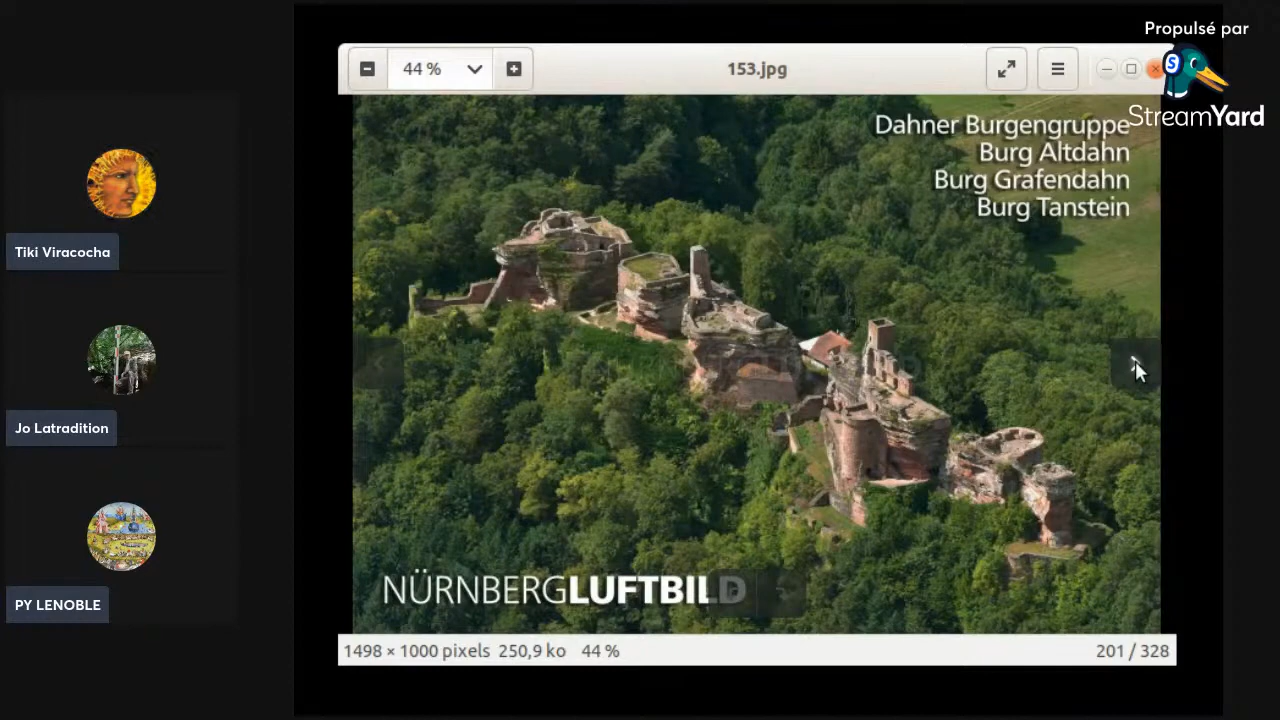 Propulsé par
StreamYard
44 %
153.jpg
Dahner Burgengruppe
Burg Altdahn
Burg Grafendahn
Burg Tanstein
Tiki Viracocha
Jo Latradition
PY LENOBLE
NÜRNBERGLUFTBILD
1498 × 1000 pixels 250,9 ko 44 %
201 / 328